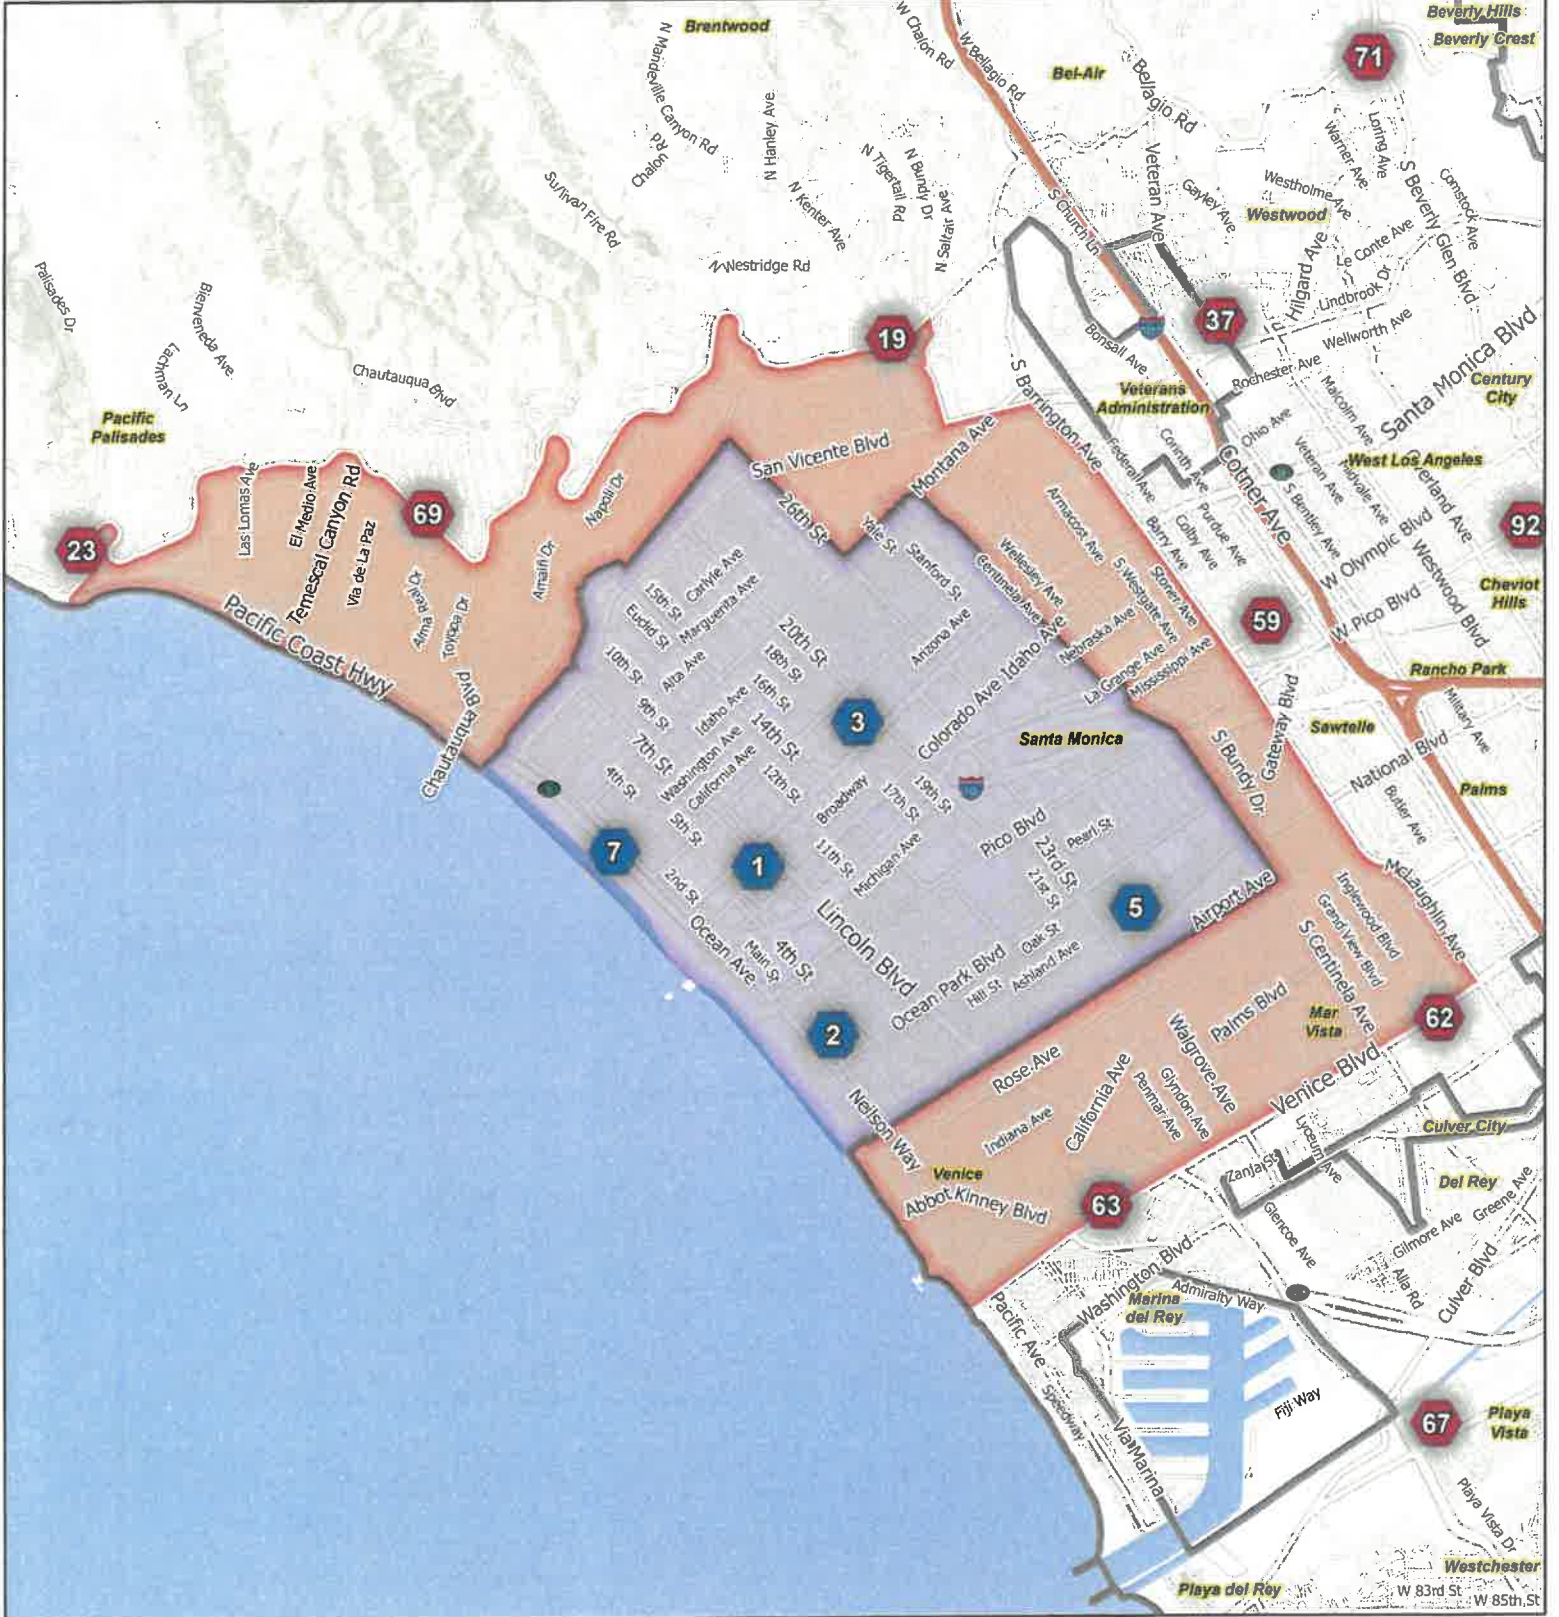 Brentwood
W Chalon Rd
W Bellagio Rd
Bel-Air
Bellagio Rd
Beverly Hills
Beverly Crest
71
N Mandeville Canyon Rd
Chalon Rd
N Hanley Ave
N Kenter Ave
N Tigertail Rd
N Bundy Dr
N Saltair Ave
Sullivan Fire Rd
Westridge Rd
S Church Ln
Veteran Ave
Gayley Ave
Westholme Ave
Warner Ave
Loring Ave
S Beverly Glen Blvd
Comstock Ave
Westwood
Hilgard Ave
Le Conte Ave
Lindbrook Dr
Wellworth Ave
Rochester Ave
Malcolm Ave
Santa Monica Blvd
Century
City
Palisades Dr
Bienveneda Ave
Lachman Ln
Chautauqua Blvd
Pacific
Palisades
19
37
Bonsall Ave
Veterans
Administration
S Barrington Ave
Federal Ave
Corinth Ave
Ohio Ave
Cotner Ave
Veteran Ave
Midvale Ave
West Los Angeles
Overland Ave
S Bentley Ave
Purdue Ave
Colby Ave
Barry Ave
W Olympic Blvd
Westwood Blvd
W Pico Blvd
92
Cheviot
Hills
59
Rancho Park
Military Ave
Sawtelle
National Blvd
Butler Ave
Palms
23
69
Las Lomas Ave
El Medio Ave
Temescal Canyon Rd
Via de La Paz
Alma Real Dr
Toyopa Dr
Amalfi Dr
Napoli Dr
Pacific Coast Hwy
Chautauqua Blvd
San Vicente Blvd
Montana Ave
26th St
Yale St
Stanford St
Centinela Ave
Wellesley Ave
Armacost Ave
S Westgate Ave
Stoner Ave
Nebraska Ave
La Grange Ave
Mississippi Ave
Idaho Ave
Colorado Ave
Arizona Ave
Carlyle Ave
Marguerita Ave
15th St
Euclid St
Alta Ave
10th St
9th St
7th St
4th St
5th St
Idaho Ave
Washington Ave
California Ave
20th St
18th St
16th St
14th St
12th St
3
Santa Monica
10
S Bundy Dr
Gateway Blvd
Broadway
19th St
17th St
11th St
Michigan Ave
Pico Blvd
23rd St
21st St
Pearl St
7
1
5
2nd St
Ocean Ave
Main St
4th St
Lincoln Blvd
Ocean Park Blvd
Oak St
Hill St
Ashland Ave
Airport Ave
2
Neilson Way
McLaughlin Ave
Inglewood Blvd
Grand View Blvd
S Centinela Ave
Mar
Vista
62
Palms Blvd
Walgrove Ave
Glyndon Ave
Penmar Ave
California Ave
Rose Ave
Indiana Ave
Venice Blvd
Venice
Abbot Kinney Blvd
63
Lyceum Ave
Zanja St
Culver City
Del Rey
Glencoe Ave
Gilmore Ave
Greene Ave
Alla Rd
Culver Blvd
Washington Blvd
Admiralty Way
Marina
del Rey
Pacific Ave
Speedway
Via Marina
Fiji Way
67
Playa
Vista
Playa Vista Dr
Westchester
Playa del Rey
W 83rd St
W 85th St